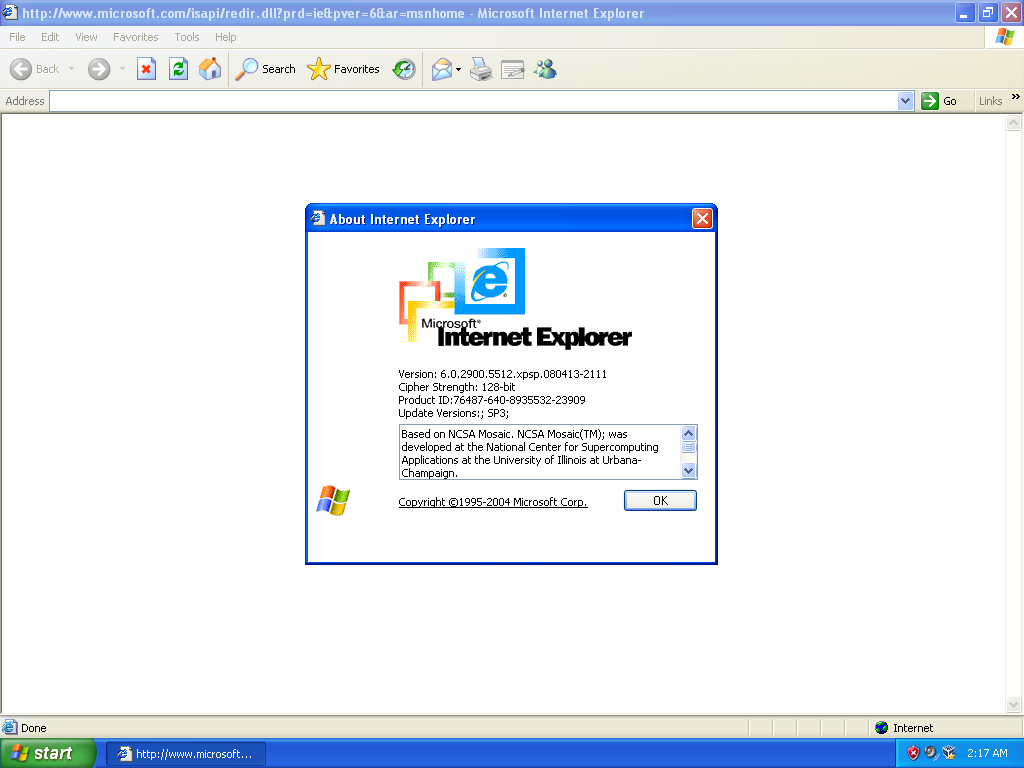 http://www.microsoft.com/isapi/redir.dll?prd=ie&pver=6&ar=msnhome - Microsoft Internet Explorer
File Edit View Favorites Tools Help
Back Search Favorites
Address Go Links »
About Internet Explorer
Microsoft®
Internet Explorer
Version: 6.0.2900.5512.xpsp.080413-2111
Cipher Strength: 128-bit
Product ID:76487-640-8935532-23909
Update Versions:; SP3;
Based on NCSA Mosaic. NCSA Mosaic(TM); was
developed at the National Center for Supercomputing
Applications at the University of Illinois at Urbana-
Champaign.
Copyright ©1995-2004 Microsoft Corp. OK
Done Internet
start http://www.microsoft... 2:17 AM